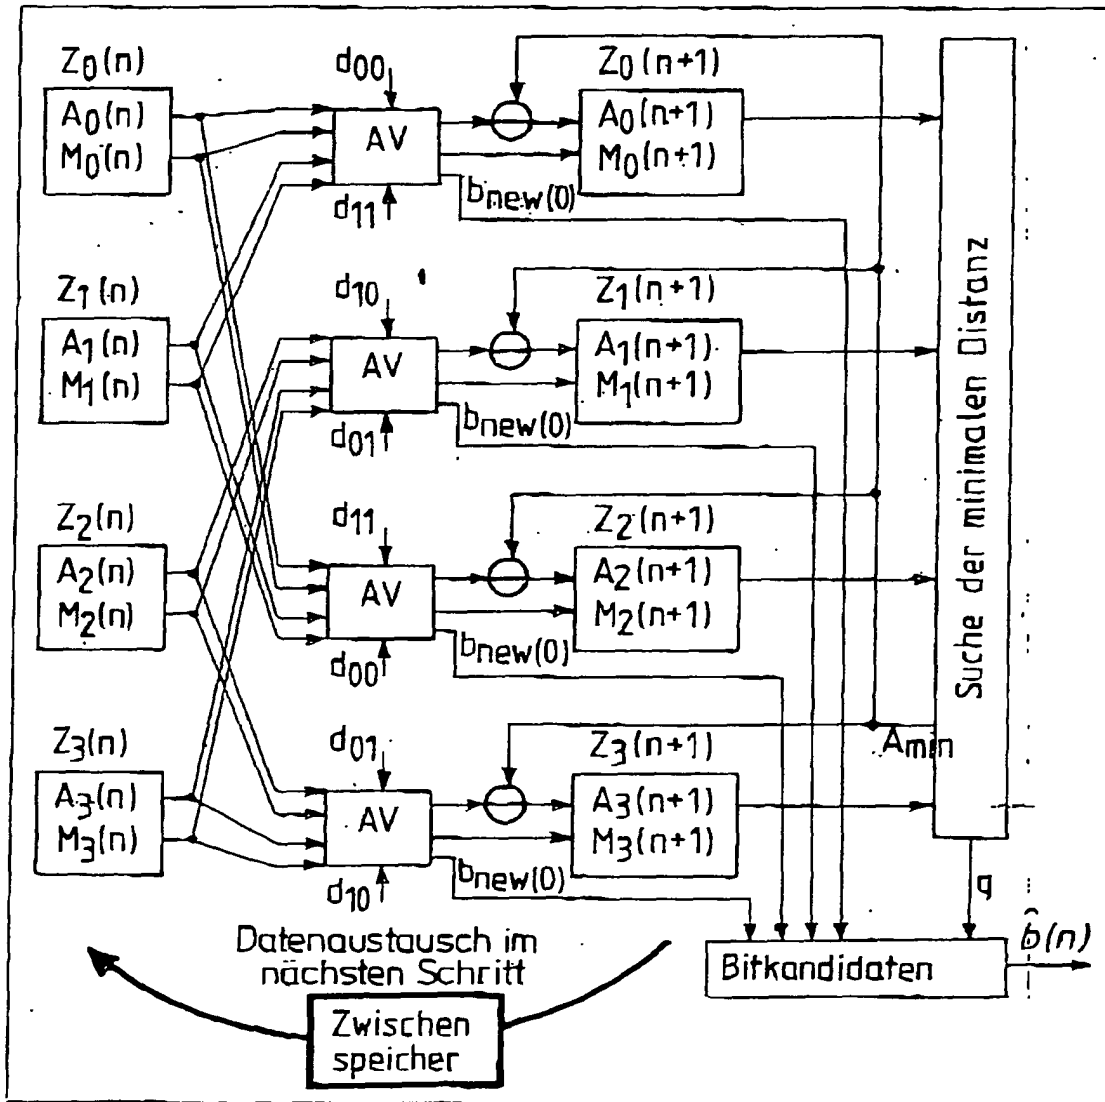 Z0(n)
A0(n)
M0(n)
d00
AV
d11
bnew(0)
Z0(n+1)
A0(n+1)
M0(n+1)
Z1(n)
A1(n)
M1(n)
d10
AV
d01
bnew(0)
Z1(n+1)
A1(n+1)
M1(n+1)
Z2(n)
A2(n)
M2(n)
d11
AV
d00
bnew(0)
Z2(n+1)
A2(n+1)
M2(n+1)
Z3(n)
A3(n)
M3(n)
d01
AV
d10
bnew(0)
Z3(n+1)
A3(n+1)
M3(n+1)
Suche der minimalen Distanz
Amin
q
b̂(n)
Bitkandidaten
Datenaustausch im
nächsten Schritt
Zwischen
speicher